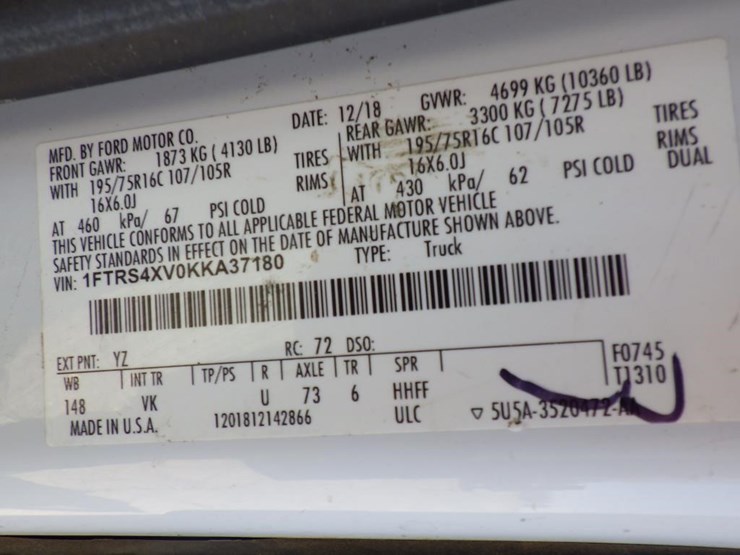 MFD. BY FORD MOTOR CO. DATE: 12/18 GVWR: 4699 KG (10360 LB)
FRONT GAWR: 1873 KG (4130 LB) REAR GAWR: 3300 KG (7275 LB)
WITH 195/75R16C 107/105R TIRES WITH 195/75R16C 107/105R TIRES
16X6.0J RIMS 16X6.0J RIMS
AT 460 kPa/ 67 PSI COLD AT 430 kPa/ 62 PSI COLD DUAL
THIS VEHICLE CONFORMS TO ALL APPLICABLE FEDERAL MOTOR VEHICLE
SAFETY STANDARDS IN EFFECT ON THE DATE OF MANUFACTURE SHOWN ABOVE.
VIN: 1FTRS4XV0KKA37180 TYPE: Truck
EXT PNT: YZ RC: 72 DSO: F0745
WB INT TR TP/PS R AXLE TR SPR T1310
148 VK U 73 6 HHFF
MADE IN U.S.A. 1201812142866 ULC ▽ 5U5A-3520472-AA